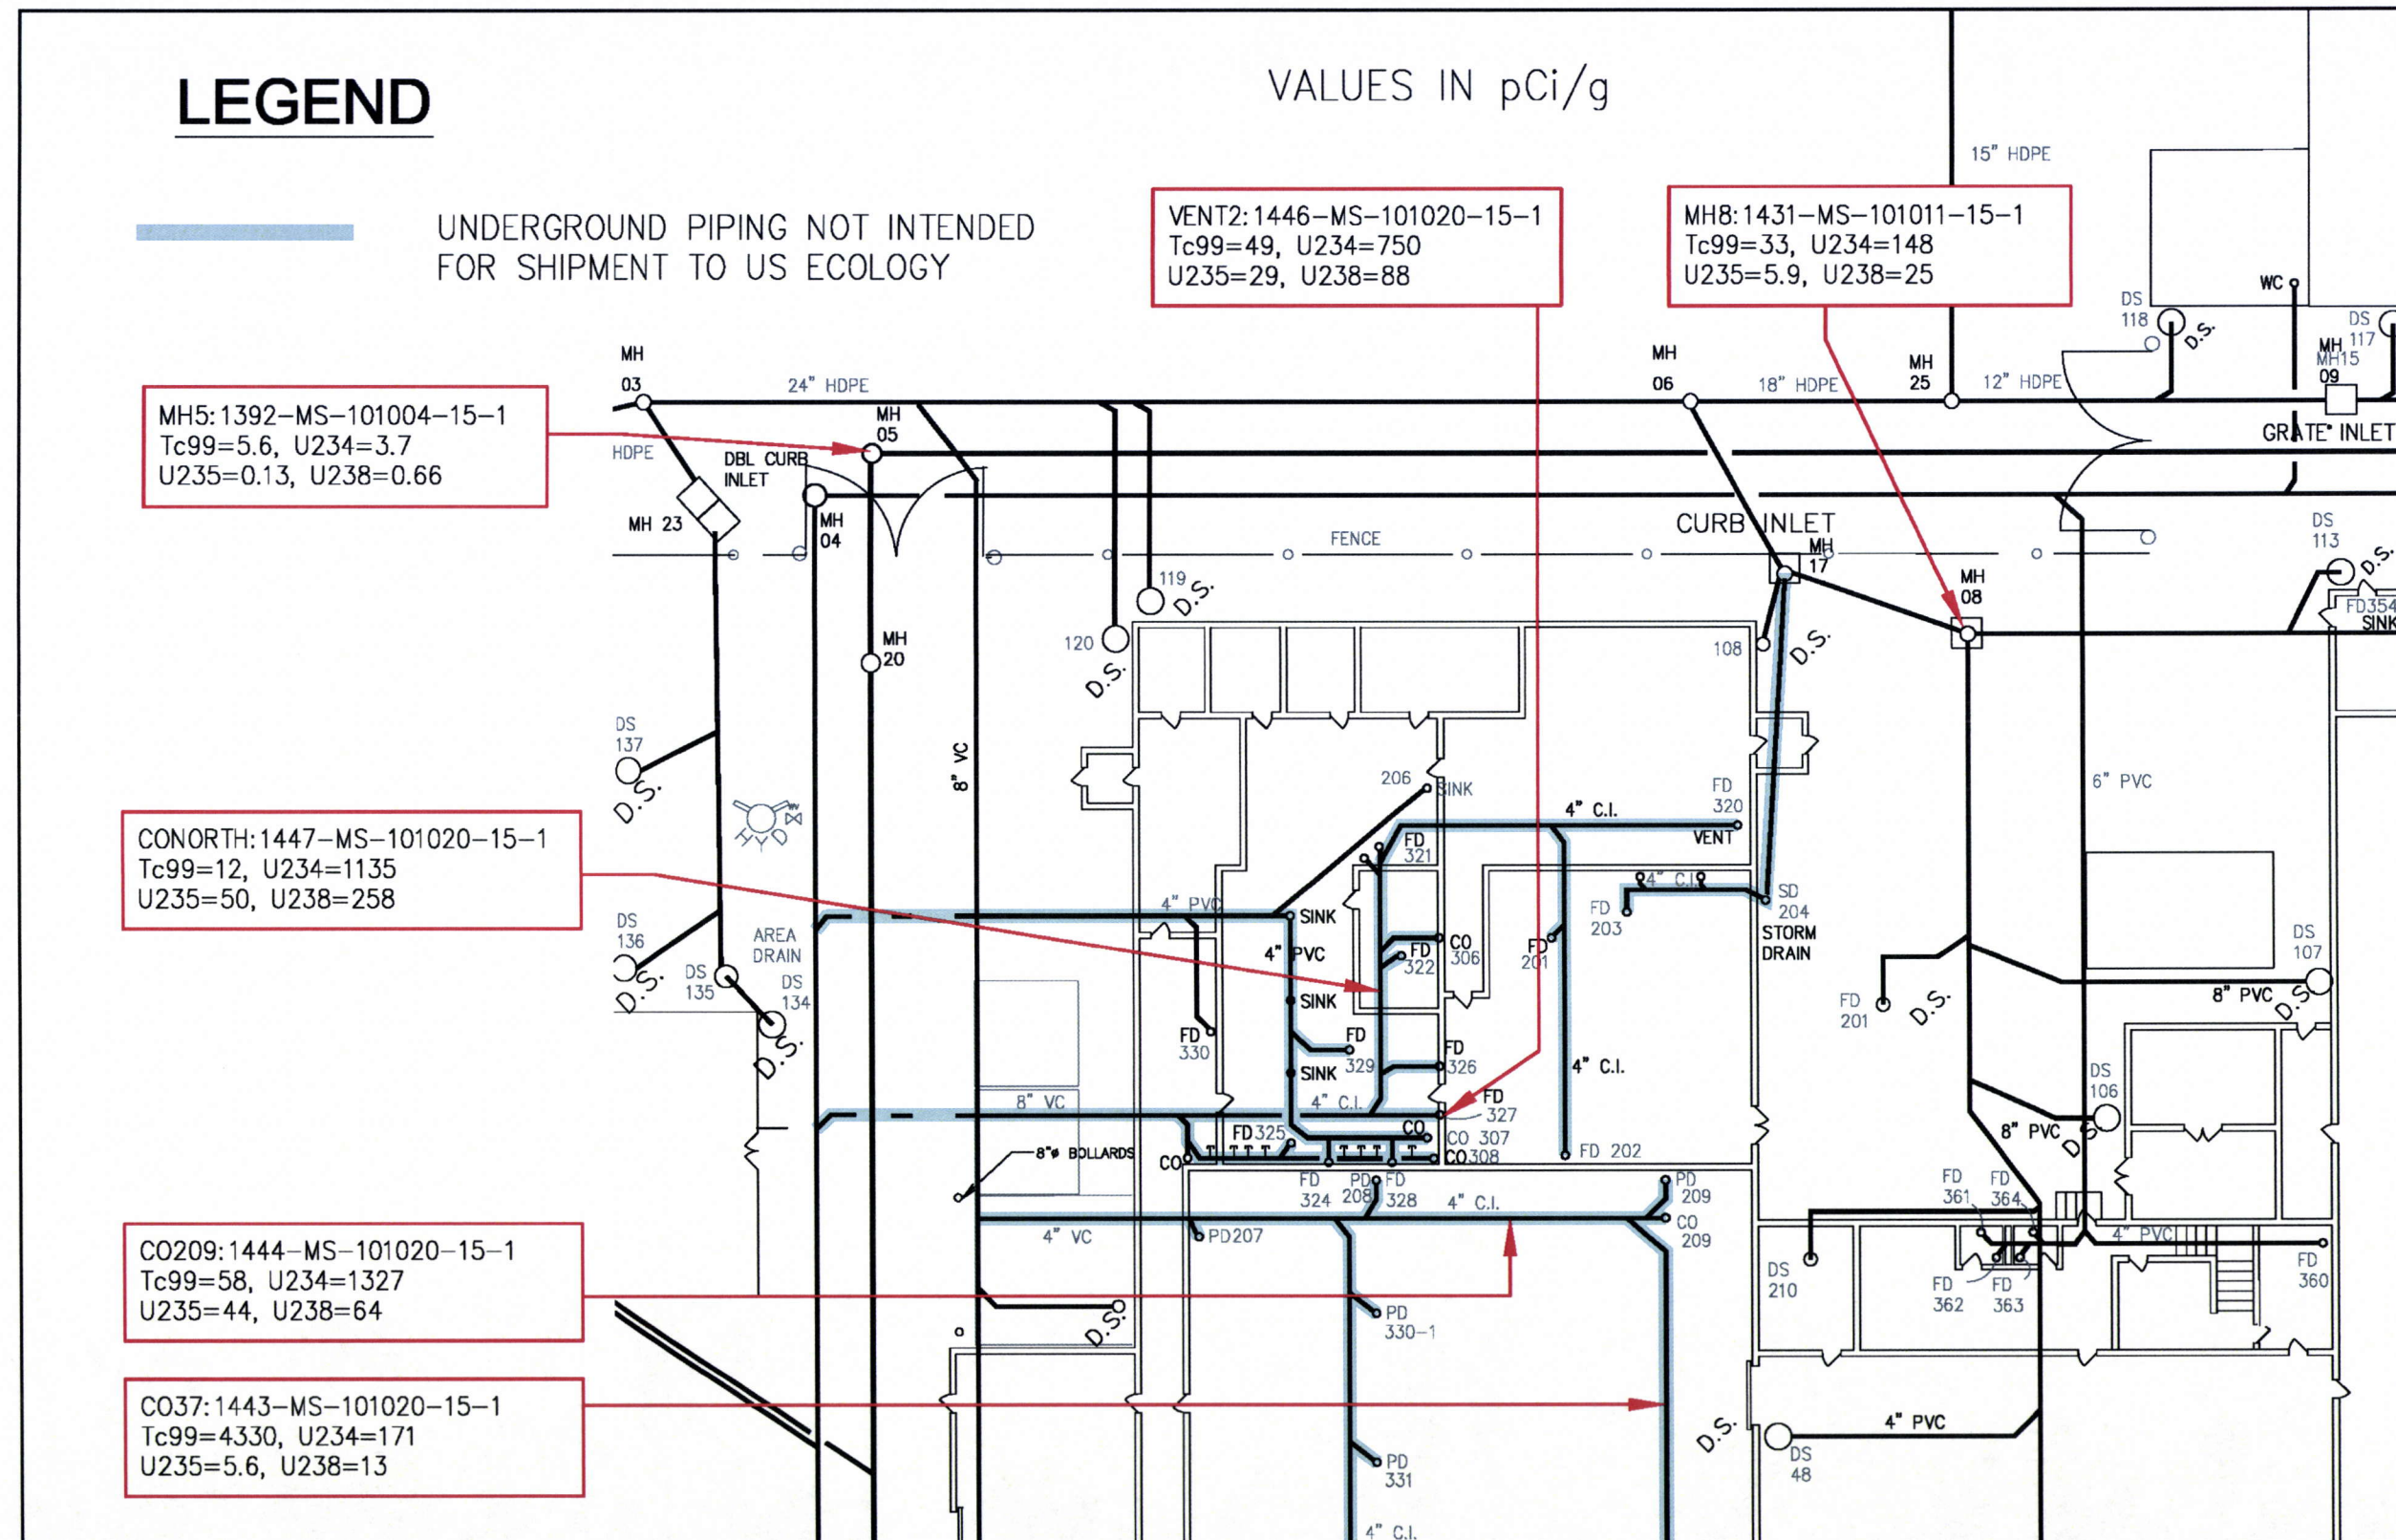 LEGEND
VALUES IN pCi/g
UNDERGROUND PIPING NOT INTENDED
FOR SHIPMENT TO US ECOLOGY
VENT2:1446-MS-101020-15-1
Tc99=49, U234=750
U235=29, U238=88
MH8:1431-MS-101011-15-1
Tc99=33, U234=148
U235=5.9, U238=25
15" HDPE
WC
DS
118
D.S.
DS
117
MH
MH15
09
MH
03
24" HDPE
MH
06
18" HDPE
MH
25
12" HDPE
GRATE INLET
MH5:1392-MS-101004-15-1
Tc99=5.6, U234=3.7
U235=0.13, U238=0.66
HDPE
MH
05
DBL CURB
INLET
MH 23
MH
04
FENCE
CURB INLET
MH
17
MH
08
DS
113
D.S.
FD354
SINK
119
D.S.
120
D.S.
108
D.S.
MH
20
DS
137
D.S.
8" VC
HYD
206
SINK
FD
320
VENT
4" C.I.
6" PVC
CONORTH:1447-MS-101020-15-1
Tc99=12, U234=1135
U235=50, U238=258
FD
321
4" C.I.
FD
203
SD
204
STORM
DRAIN
4" PVC
SINK
4" PVC
AREA
DRAIN
DS
136
D.S.
DS
135
DS
134
D.S.
CO
306
FD
322
FD
201
DS
107
D.S.
8" PVC
FD
201
D.S.
SINK
FD
330
FD
329
SINK
FD
326
4" C.I.
8" VC
4" C.I.
FD
327
DS
106
D.S.
8" PVC
FD 325
CO
CO 307
CO
CO 308
FD 202
8"ø BOLLARDS
FD
324
PD
208
FD
328
4" C.I.
PD
209
CO
209
4" VC
PD207
FD
361
FD
364
4" PVC
FD
362
FD
363
FD
360
DS
210
CO209:1444-MS-101020-15-1
Tc99=58, U234=1327
U235=44, U238=64
D.S.
PD
330-1
CO37:1443-MS-101020-15-1
Tc99=4330, U234=171
U235=5.6, U238=13
PD
331
4" C.I.
D.S.
DS
48
4" PVC